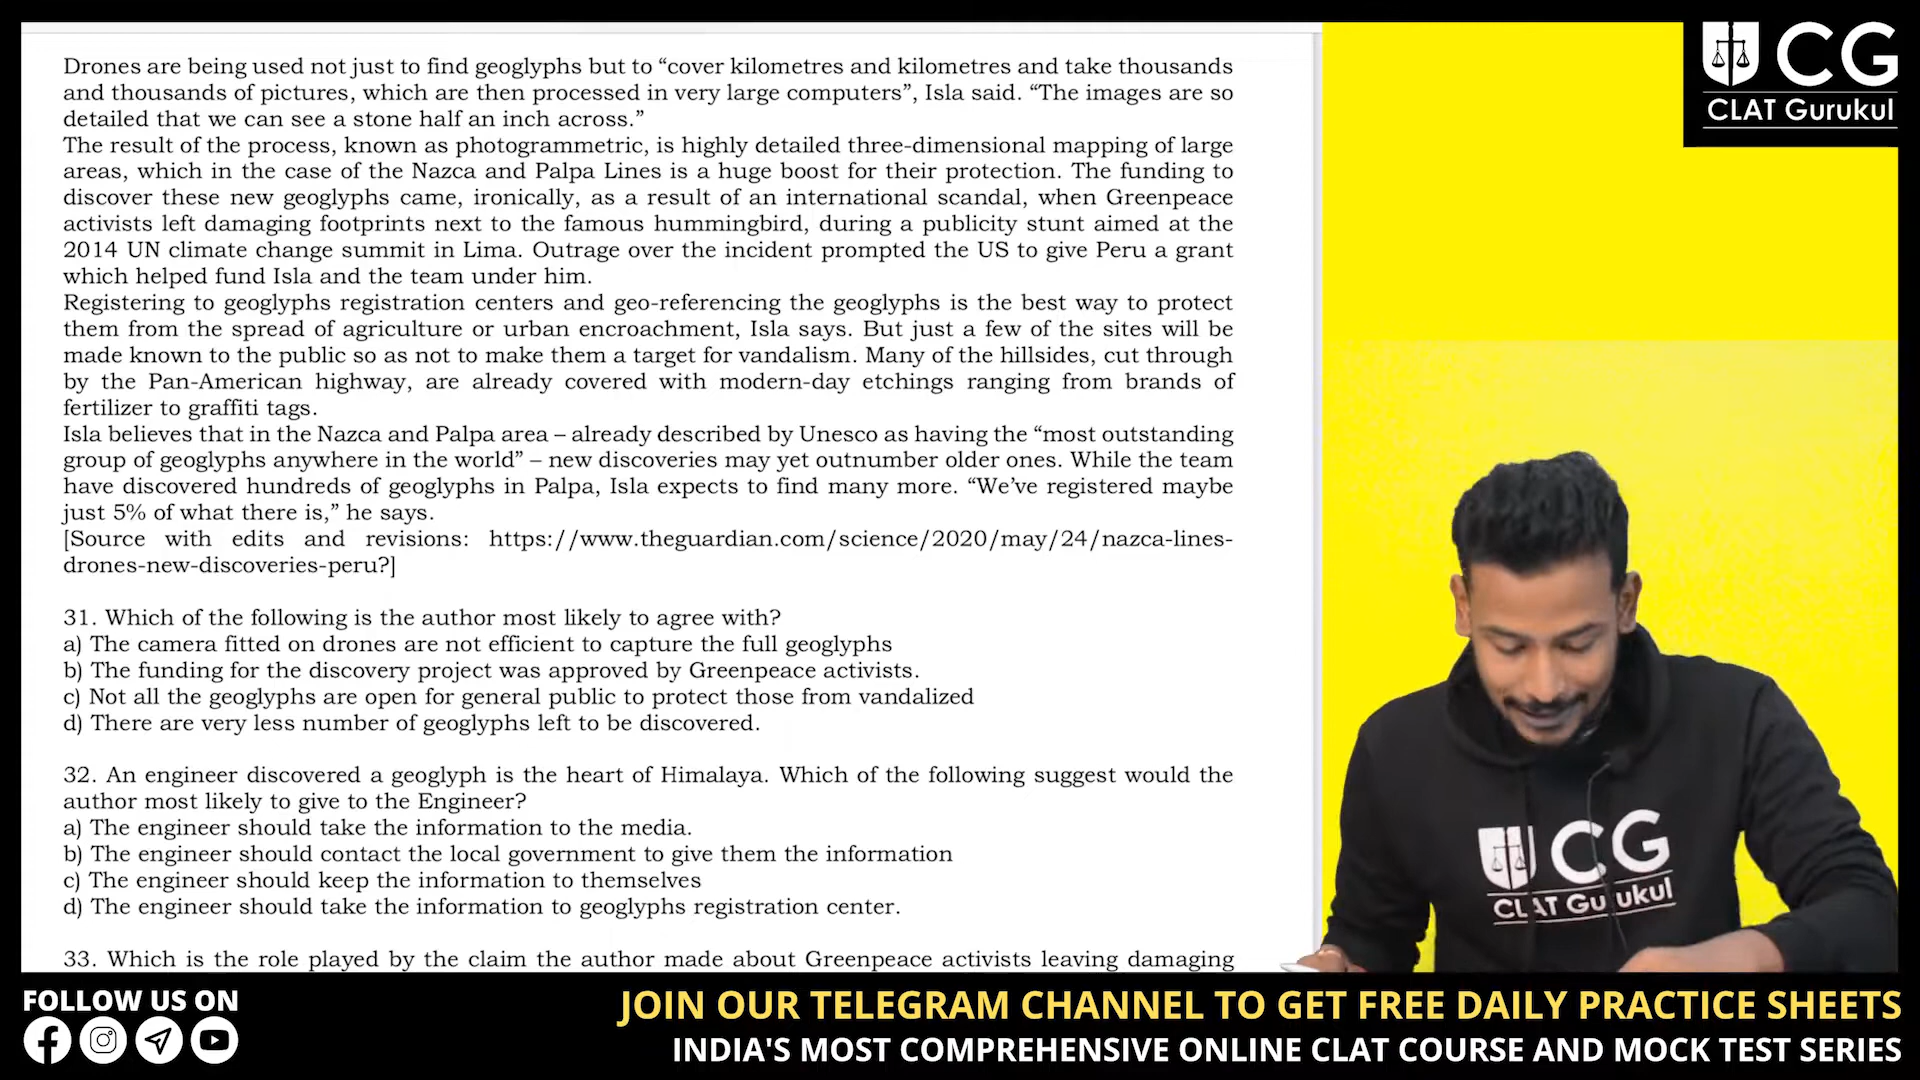 Drones are being used not just to find geoglyphs but to “cover kilometres and kilometres and take thousands
and thousands of pictures, which are then processed in very large computers”, Isla said. “The images are so
detailed that we can see a stone half an inch across.”
The result of the process, known as photogrammetric, is highly detailed three-dimensional mapping of large
areas, which in the case of the Nazca and Palpa Lines is a huge boost for their protection. The funding to
discover these new geoglyphs came, ironically, as a result of an international scandal, when Greenpeace
activists left damaging footprints next to the famous hummingbird, during a publicity stunt aimed at the
2014 UN climate change summit in Lima. Outrage over the incident prompted the US to give Peru a grant
which helped fund Isla and the team under him.
Registering to geoglyphs registration centers and geo-referencing the geoglyphs is the best way to protect
them from the spread of agriculture or urban encroachment, Isla says. But just a few of the sites will be
made known to the public so as not to make them a target for vandalism. Many of the hillsides, cut through
by the Pan-American highway, are already covered with modern-day etchings ranging from brands of
fertilizer to graffiti tags.
Isla believes that in the Nazca and Palpa area – already described by Unesco as having the “most outstanding
group of geoglyphs anywhere in the world” – new discoveries may yet outnumber older ones. While the team
have discovered hundreds of geoglyphs in Palpa, Isla expects to find many more. “We’ve registered maybe
just 5% of what there is,” he says.
[Source with edits and revisions: https://www.theguardian.com/science/2020/may/24/nazca-lines-
drones-new-discoveries-peru?]
31. Which of the following is the author most likely to agree with?
a) The camera fitted on drones are not efficient to capture the full geoglyphs
b) The funding for the discovery project was approved by Greenpeace activists.
c) Not all the geoglyphs are open for general public to protect those from vandalized
d) There are very less number of geoglyphs left to be discovered.
32. An engineer discovered a geoglyph is the heart of Himalaya. Which of the following suggest would the
author most likely to give to the Engineer?
a) The engineer should take the information to the media.
b) The engineer should contact the local government to give them the information
c) The engineer should keep the information to themselves
d) The engineer should take the information to geoglyphs registration center.
33. Which is the role played by the claim the author made about Greenpeace activists leaving damaging
CG
CLAT Gurukul
CG
CLAT Gurukul
FOLLOW US ON
JOIN OUR TELEGRAM CHANNEL TO GET FREE DAILY PRACTICE SHEETS
INDIA'S MOST COMPREHENSIVE ONLINE CLAT COURSE AND MOCK TEST SERIES